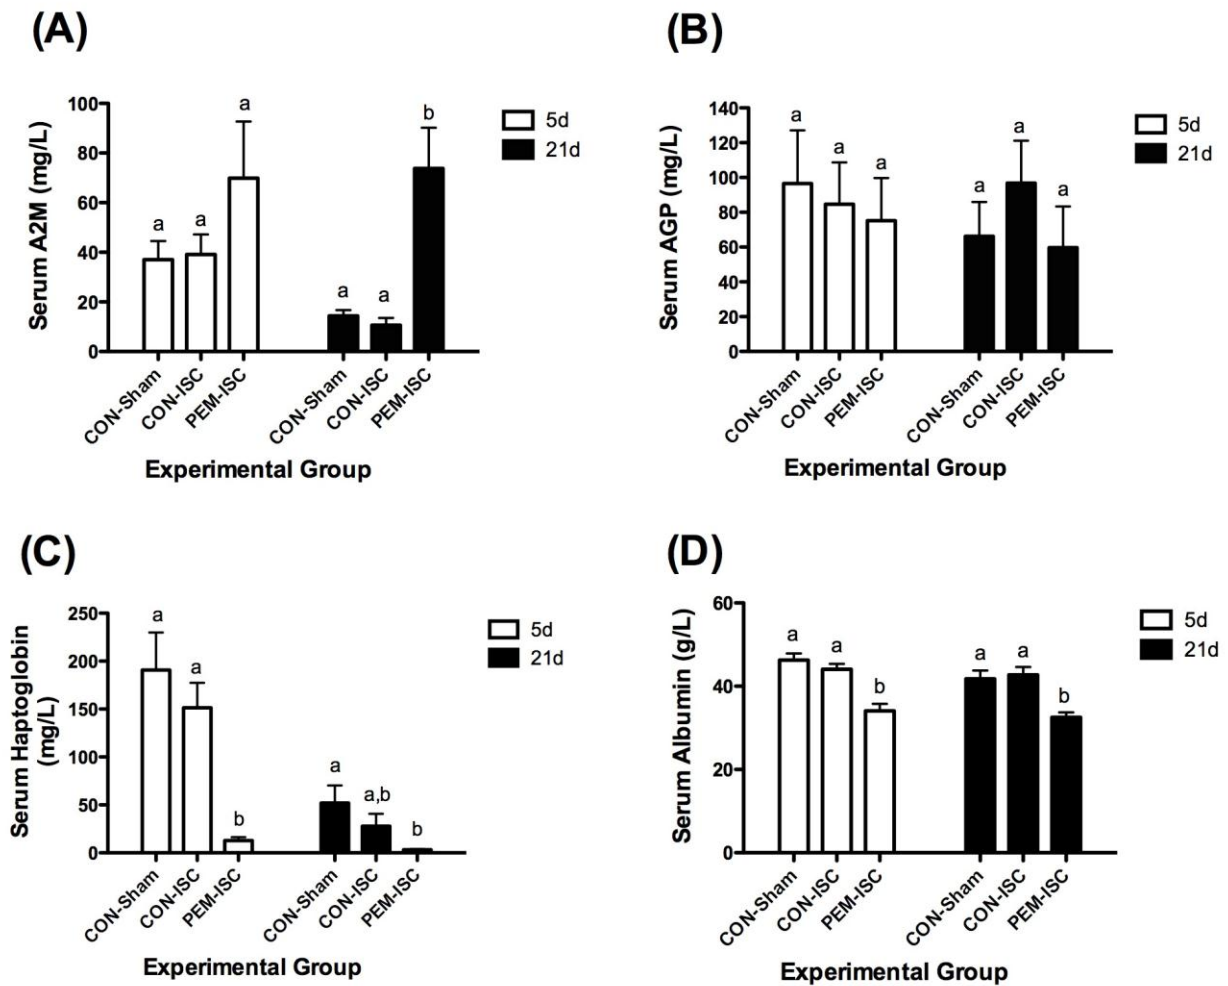 (A)
Serum A2M (mg/L)
100
80
60
40
20
0
a
a
a
a
a
b
5d
21d
CON-Sham
CON-ISC
PEM-ISC
CON-Sham
CON-ISC
PEM-ISC
Experimental Group
(B)
Serum AGP (mg/L)
140
120
100
80
60
40
20
0
a
a
a
a
a
a
5d
21d
CON-Sham
CON-ISC
PEM-ISC
CON-Sham
CON-ISC
PEM-ISC
Experimental Group
(C)
Serum Haptoglobin
(mg/L)
250
200
150
100
50
0
a
a
b
a
a,b
b
5d
21d
CON-Sham
CON-ISC
PEM-ISC
CON-Sham
CON-ISC
PEM-ISC
Experimental Group
(D)
Serum Albumin (g/L)
60
40
20
0
a
a
b
a
a
b
5d
21d
CON-Sham
CON-ISC
PEM-ISC
CON-Sham
CON-ISC
PEM-ISC
Experimental Group